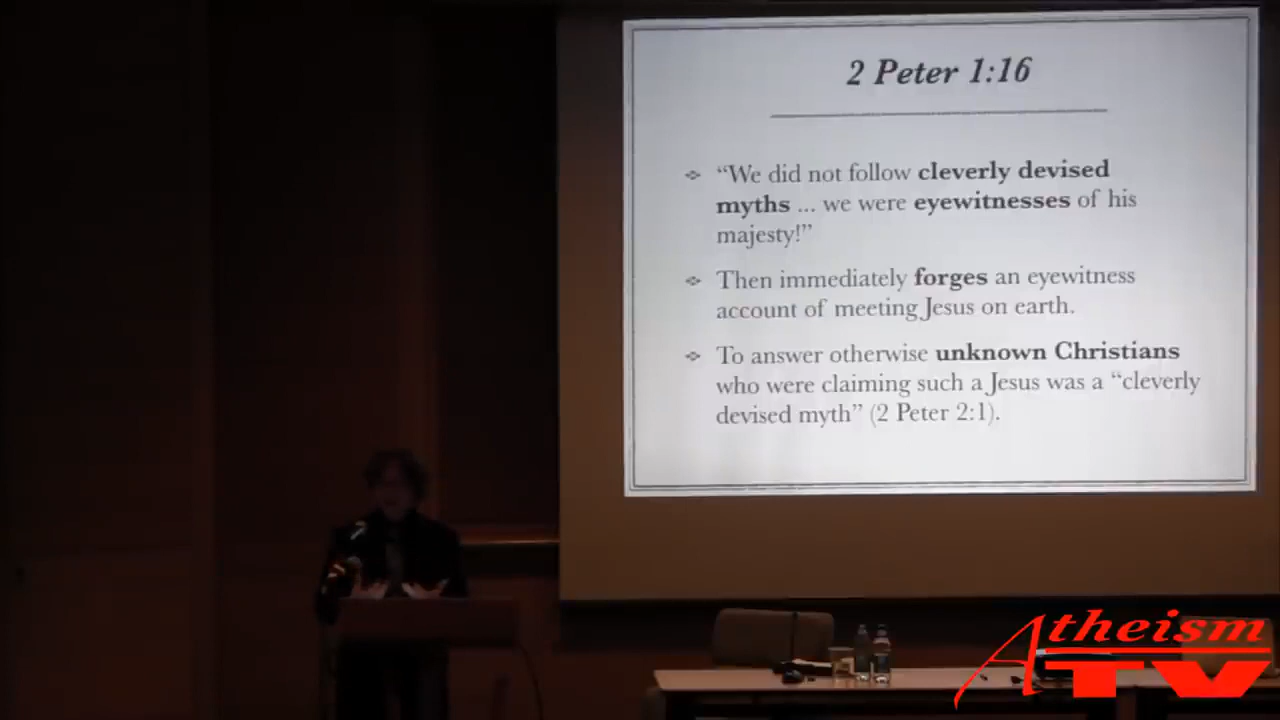 2 Peter 1:16
“We did not follow cleverly devised
myths ... we were eyewitnesses of his
majesty!”
Then immediately forges an eyewitness
account of meeting Jesus on earth.
To answer otherwise unknown Christians
who were claiming such a Jesus was a “cleverly
devised myth” (2 Peter 2:1).
Atheism
TV